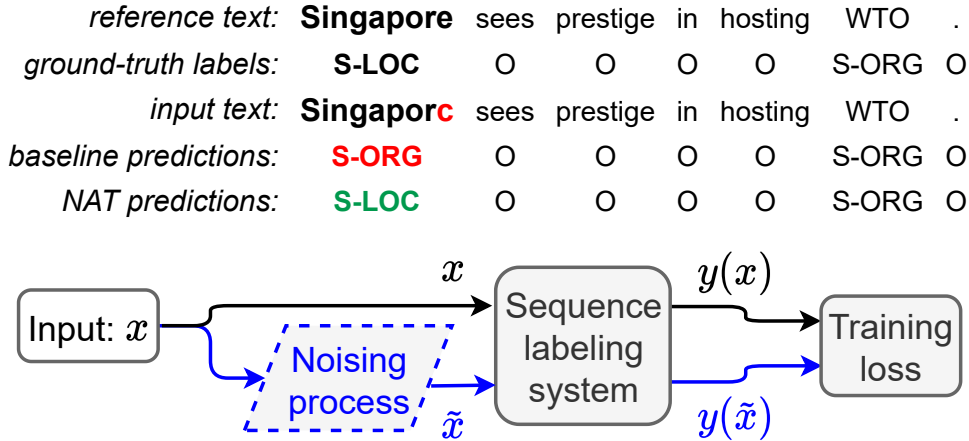 reference text: Singapore sees prestige in hosting WTO .
ground-truth labels: S-LOC O O O O S-ORG O
input text: Singaporc sees prestige in hosting WTO .
baseline predictions: S-ORG O O O O S-ORG O
NAT predictions: S-LOC O O O O S-ORG O
Input: x
x
Noising
process
x̃
Sequence
labeling
system
y(x)
y(x̃)
Training
loss